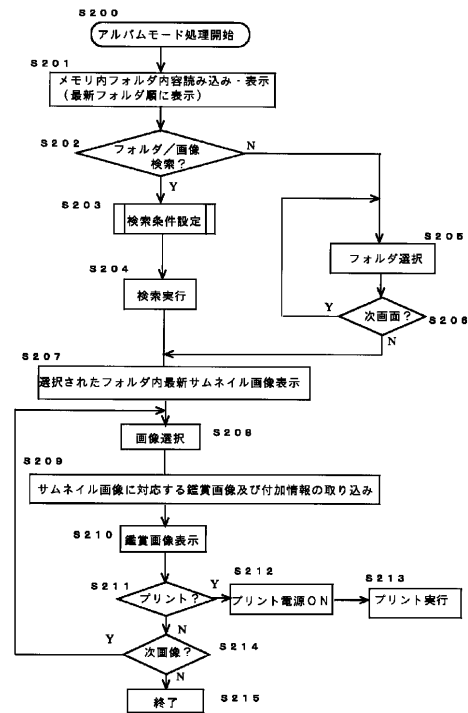 S200
アルバムモード処理開始
S201
メモリ内フォルダ内容読み込み・表示
（最新フォルダ順に表示）
S202
フォルダ／画像
検索？
N
Y
S203
検索条件設定
S204
検索実行
S205
フォルダ選択
Y
次画面？
S206
N
S207
選択されたフォルダ内最新サムネイル画像表示
画像選択
S208
S209
サムネイル画像に対応する鑑賞画像及び付加情報の取り込み
S210
鑑賞画像表示
S211
プリント？
Y
S212
プリント電源ON
S213
プリント実行
N
Y
次画像？
S214
N
終了
S215